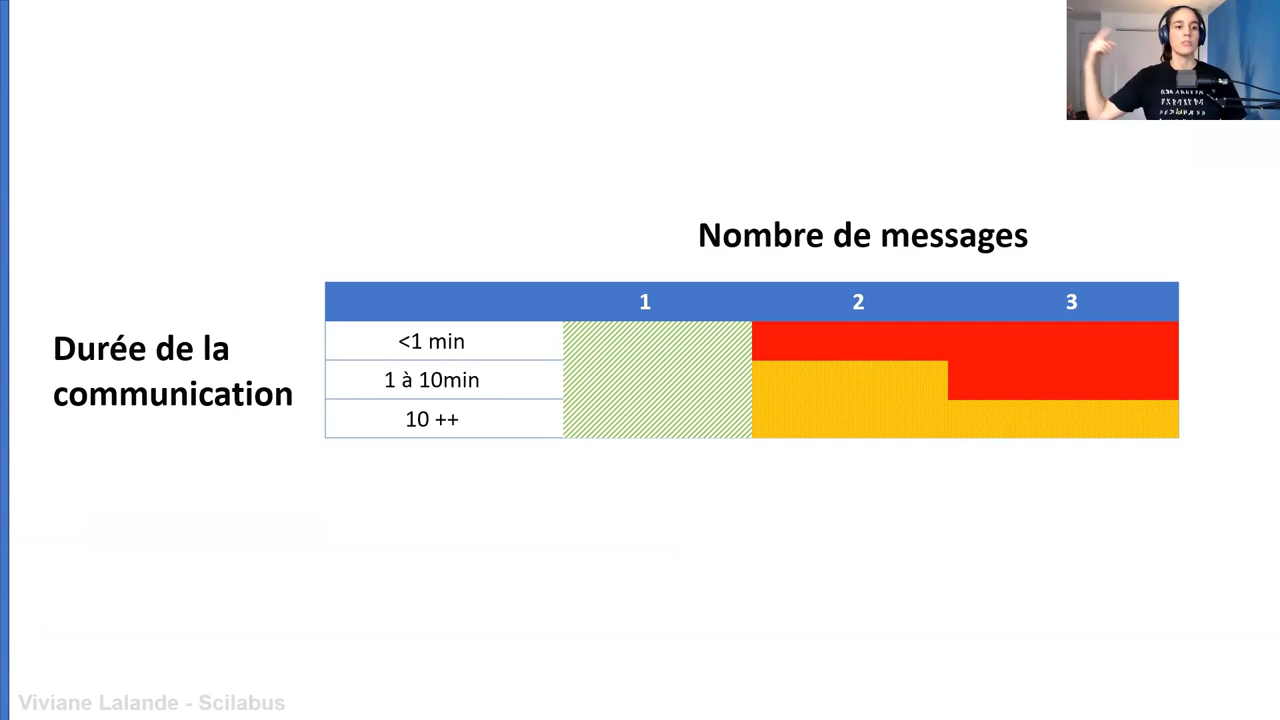 Nombre de messages
1 2 3
Durée de la
communication
<1 min
1 à 10min
10 ++
Viviane Lalande - Scilabus